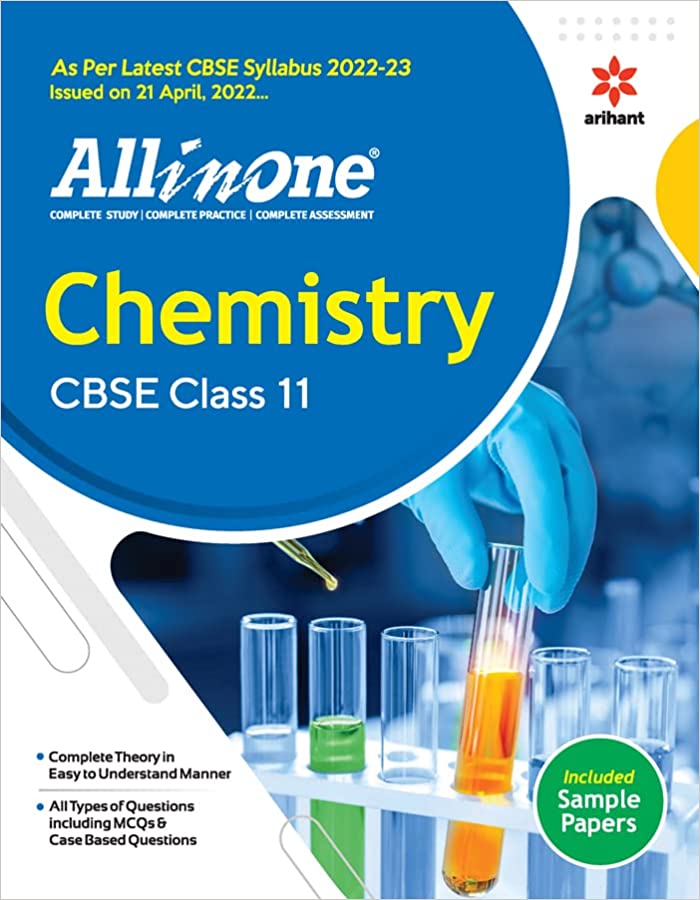 As Per Latest CBSE Syllabus 2022-23
Issued on 21 April, 2022...
arihant
All in One®
COMPLETE STUDY | COMPLETE PRACTICE | COMPLETE ASSESSMENT
Chemistry
CBSE Class 11
Complete Theory in
Easy to Understand Manner
All Types of Questions
including MCQs &
Case Based Questions
Included
Sample
Papers